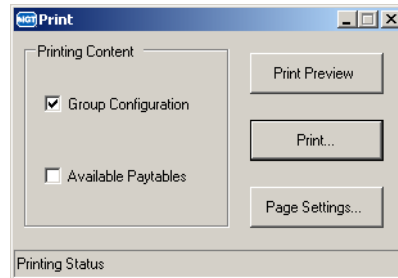 Print
Printing Content
Group Configuration
Available Paytables
Print Preview
Print...
Page Settings...
Printing Status